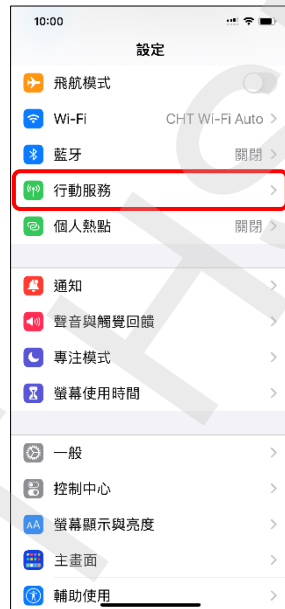 10:00
設定
飛航模式
Wi-Fi CHT Wi-Fi Auto
藍牙 關閉
行動服務
個人熱點 關閉
通知
聲音與觸覺回饋
專注模式
螢幕使用時間
一般
控制中心
AA 螢幕顯示與亮度
主畫面
輔助使用